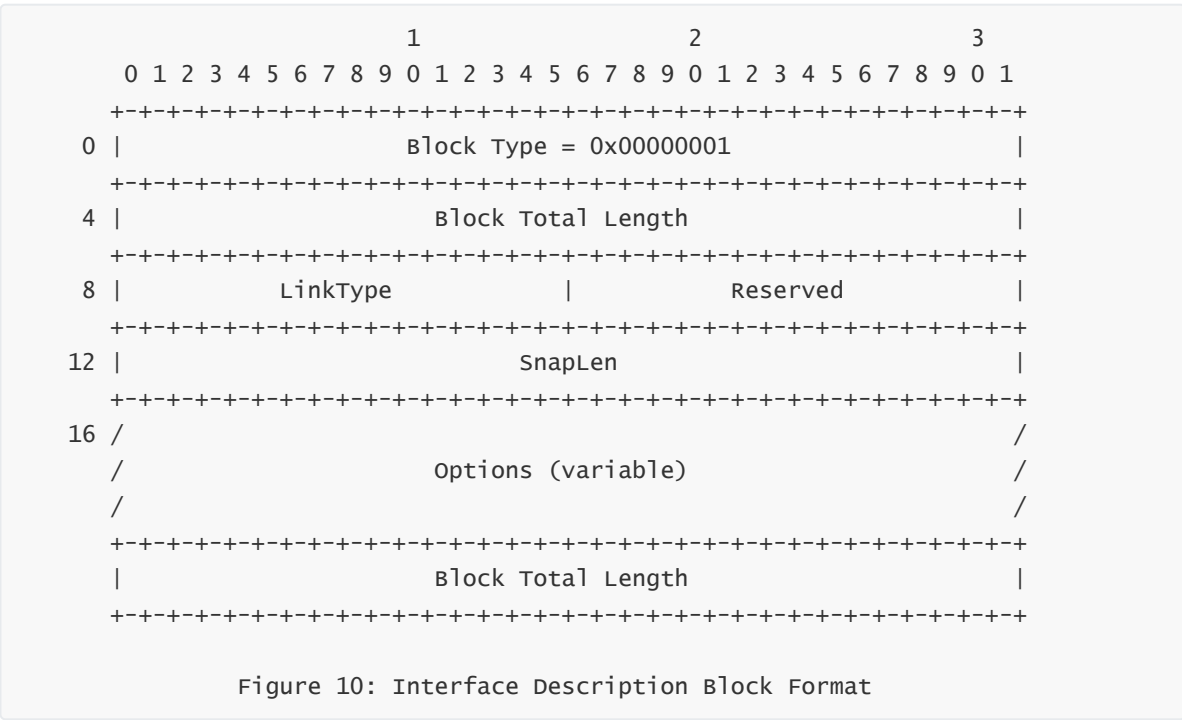 1                   2                   3
 0 1 2 3 4 5 6 7 8 9 0 1 2 3 4 5 6 7 8 9 0 1 2 3 4 5 6 7 8 9 0 1
+-+-+-+-+-+-+-+-+-+-+-+-+-+-+-+-+-+-+-+-+-+-+-+-+-+-+-+-+-+-+-+-+
0 |                    Block Type = 0x00000001                    |
+-+-+-+-+-+-+-+-+-+-+-+-+-+-+-+-+-+-+-+-+-+-+-+-+-+-+-+-+-+-+-+-+
4 |                      Block Total Length                       |
+-+-+-+-+-+-+-+-+-+-+-+-+-+-+-+-+-+-+-+-+-+-+-+-+-+-+-+-+-+-+-+-+
8 |           LinkType            |           Reserved            |
+-+-+-+-+-+-+-+-+-+-+-+-+-+-+-+-+-+-+-+-+-+-+-+-+-+-+-+-+-+-+-+-+
12 |                            SnapLen                            |
+-+-+-+-+-+-+-+-+-+-+-+-+-+-+-+-+-+-+-+-+-+-+-+-+-+-+-+-+-+-+-+-+
16 /                                                               /
/                      Options (variable)                       /
/                                                               /
+-+-+-+-+-+-+-+-+-+-+-+-+-+-+-+-+-+-+-+-+-+-+-+-+-+-+-+-+-+-+-+-+
|                      Block Total Length                       |
+-+-+-+-+-+-+-+-+-+-+-+-+-+-+-+-+-+-+-+-+-+-+-+-+-+-+-+-+-+-+-+-+
Figure 10: Interface Description Block Format